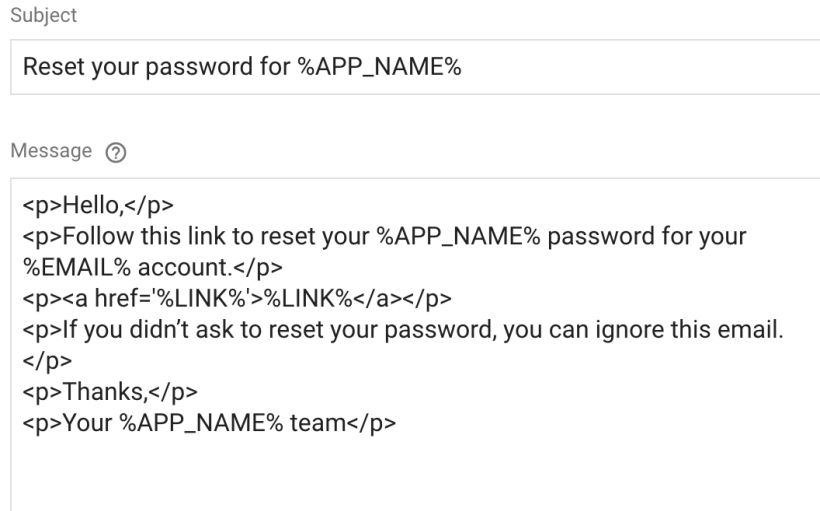 Subject
Reset your password for %APP_NAME%
Message ?
<p>Hello,</p>
<p>Follow this link to reset your %APP_NAME% password for your
%EMAIL% account.</p>
<p><a href='%LINK%'>%LINK%</a></p>
<p>If you didn’t ask to reset your password, you can ignore this email.
</p>
<p>Thanks,</p>
<p>Your %APP_NAME% team</p>